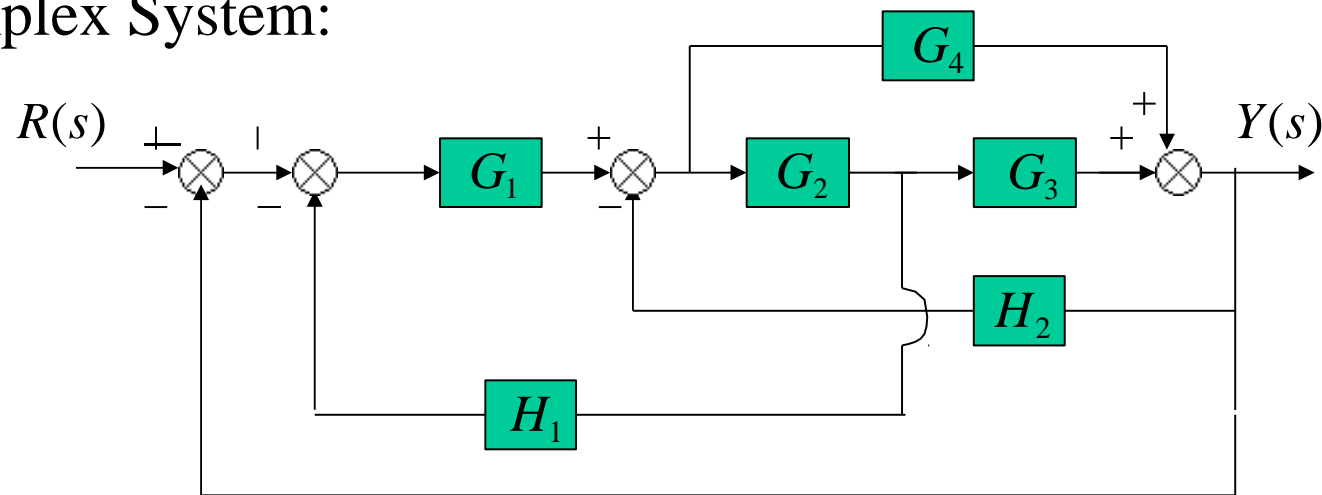 plex System:
G₄
R(s) + + + + Y(s)
G₁ G₂ G₃
− − −
H₂
H₁